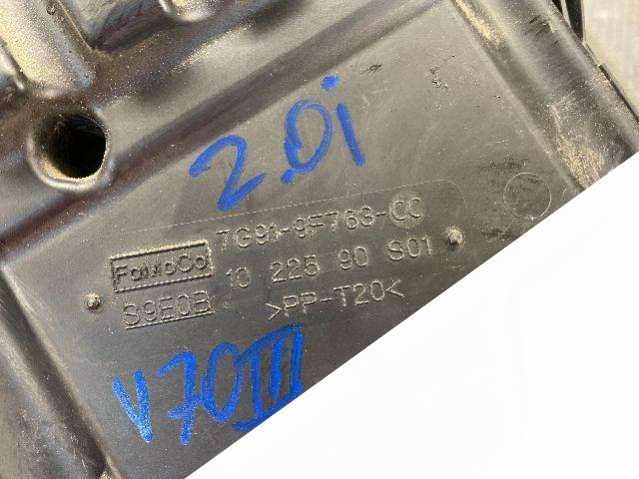 2.0i
7G91-9F763-CC
FoMoCo
10 225 90 S01
S9E0B
>PP-T20<
V70III